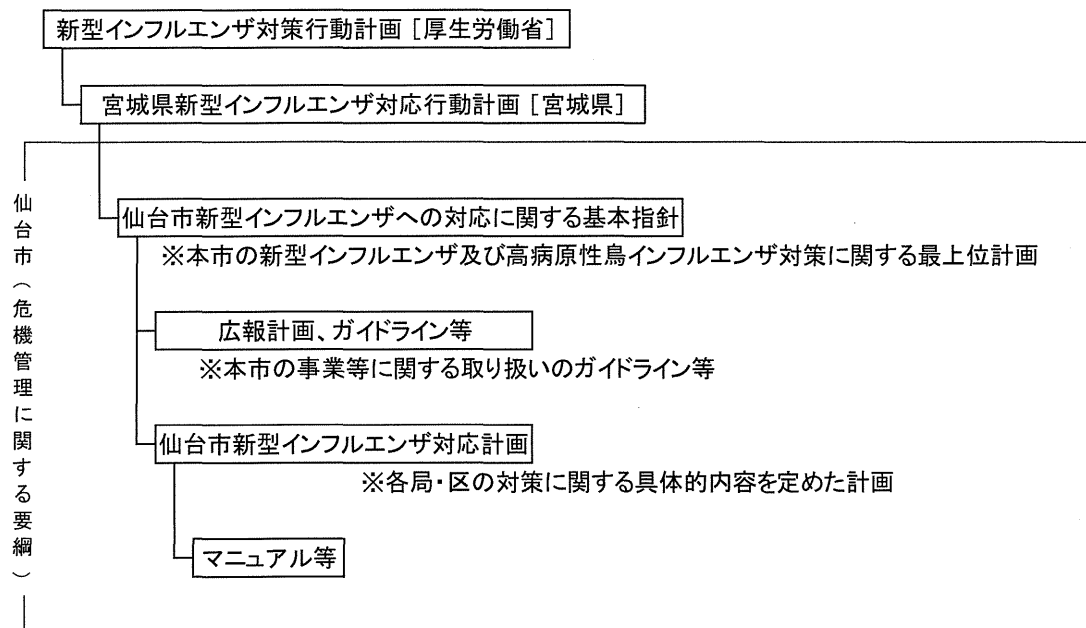 新型インフルエンザ対策行動計画［厚生労働省］
宮城県新型インフルエンザ対応行動計画［宮城県］
仙台市（危機管理に関する要綱）
仙台市新型インフルエンザへの対応に関する基本指針
※本市の新型インフルエンザ及び高病原性鳥インフルエンザ対策に関する最上位計画
広報計画、ガイドライン等
※本市の事業等に関する取り扱いのガイドライン等
仙台市新型インフルエンザ対応計画
※各局・区の対策に関する具体的内容を定めた計画
マニュアル等